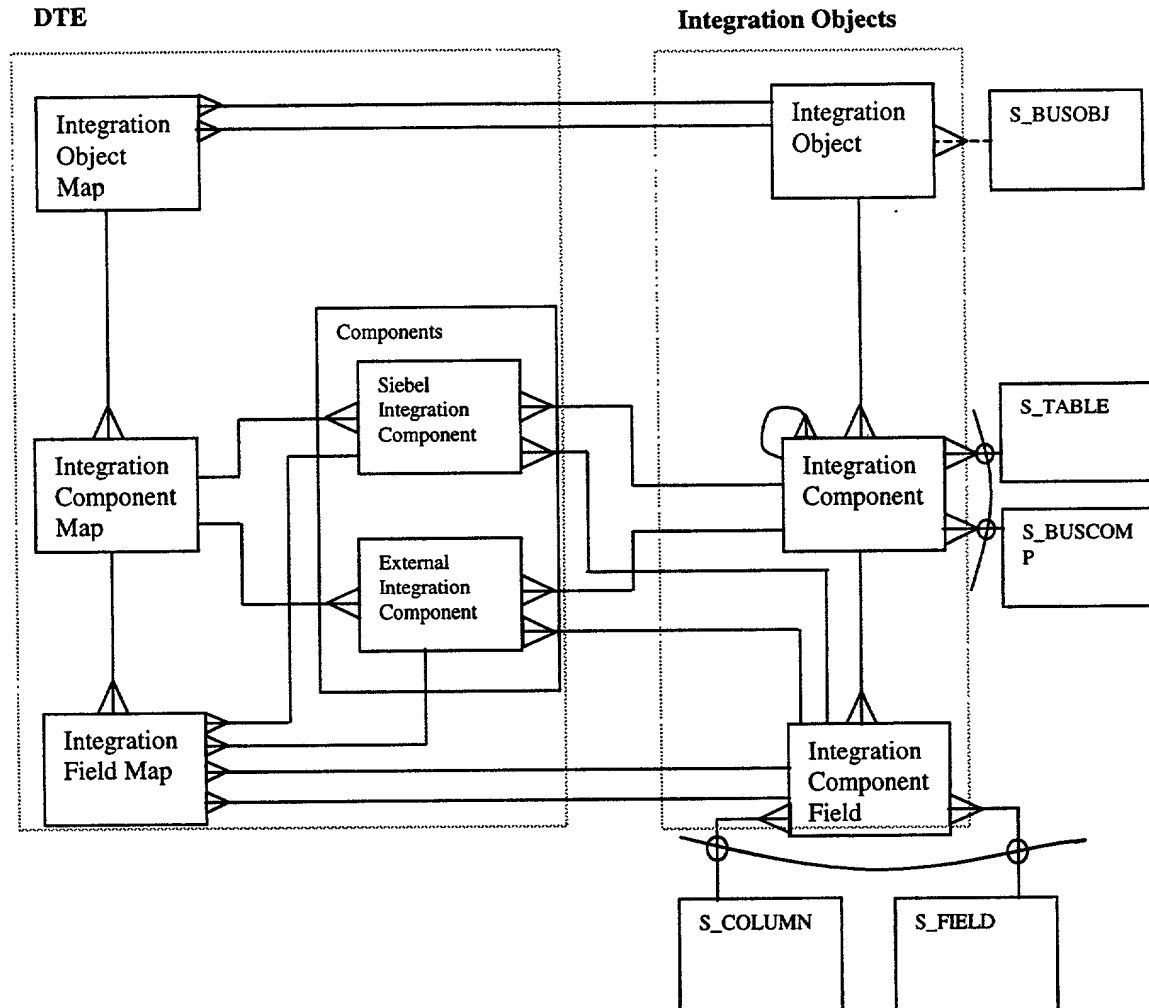 DTE
Integration Objects
Integration
Object
Map
Integration
Object
S_BUSOBJ
Components
Siebel
Integration
Component
S_TABLE
Integration
Component
Map
Integration
Component
S_BUSCOM
P
External
Integration
Component
Integration
Field Map
Integration
Component
Field
S_COLUMN
S_FIELD